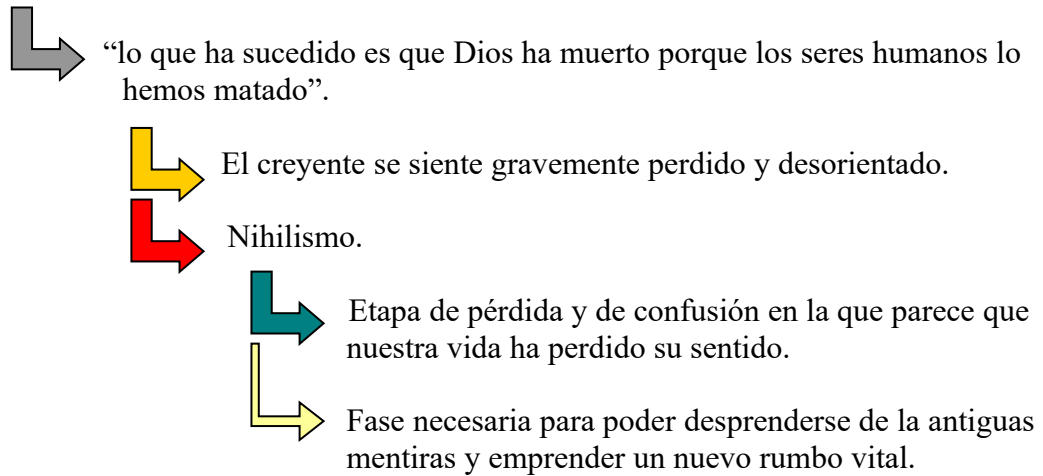 “lo que ha sucedido es que Dios ha muerto porque los seres humanos lo
hemos matado”.
El creyente se siente gravemente perdido y desorientado.
Nihilismo.
Etapa de pérdida y de confusión en la que parece que
nuestra vida ha perdido su sentido.
Fase necesaria para poder desprenderse de la antiguas
mentiras y emprender un nuevo rumbo vital.